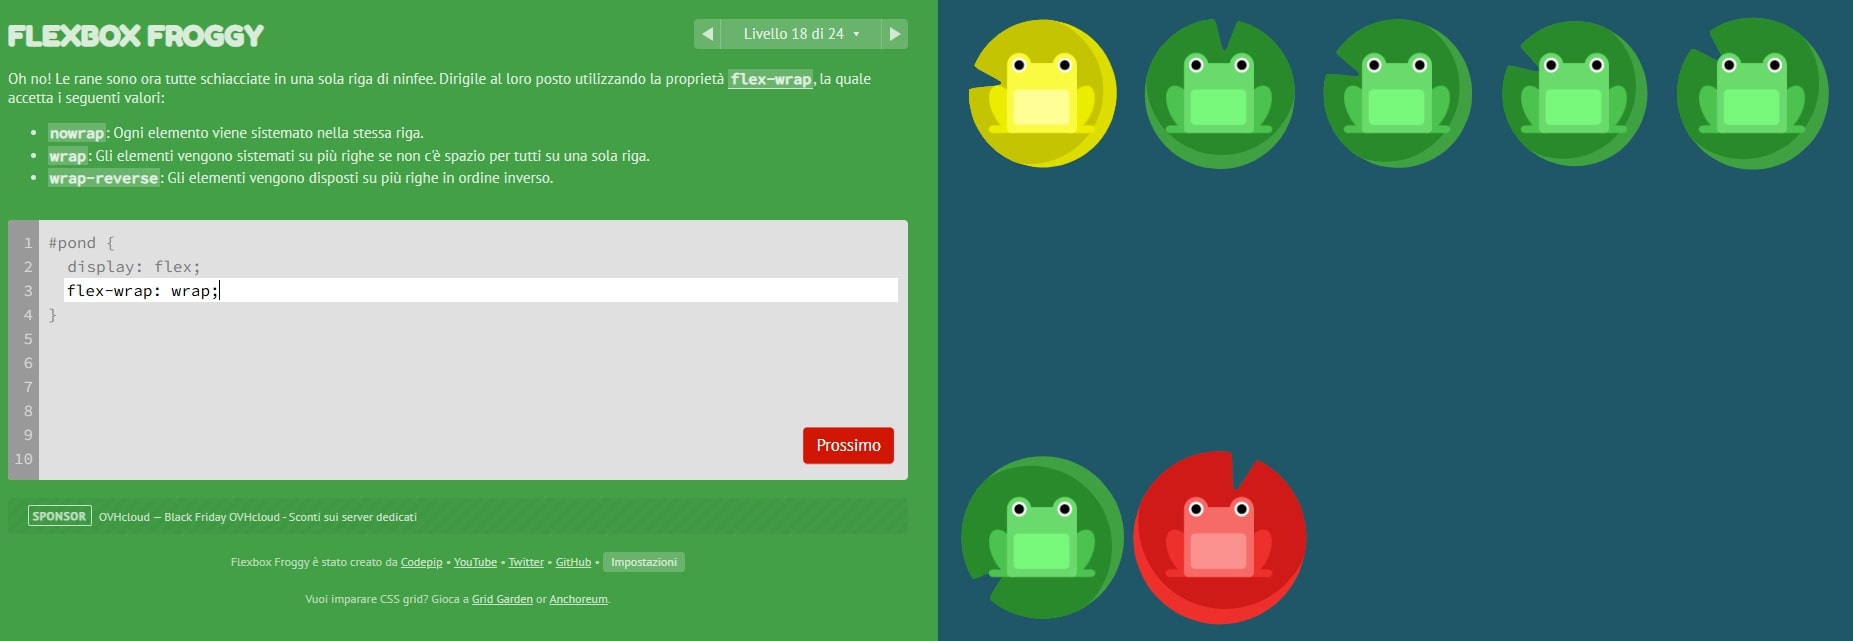 FLEXBOX FROGGY
Livello 18 di 24
Oh no! Le rane sono ora tutte schiacciate in una sola riga di ninfee. Dirigile al loro posto utilizzando la proprietà flex-wrap, la quale
accetta i seguenti valori:
• nowrap: Ogni elemento viene sistemato nella stessa riga.
• wrap: Gli elementi vengono sistemati su più righe se non c'è spazio per tutti su una sola riga.
• wrap-reverse: Gli elementi vengono disposti su più righe in ordine inverso.
1 #pond {
2 display: flex;
3 flex-wrap: wrap;
4 }
5
6
7
8
9
10
Prossimo
SPONSOR OVHcloud — Black Friday OVHcloud - Sconti sui server dedicati
Flexbox Froggy è stato creato da Codepip • YouTube • Twitter • GitHub • Impostazioni
Vuoi imparare CSS grid? Gioca a Grid Garden or Anchoreum.